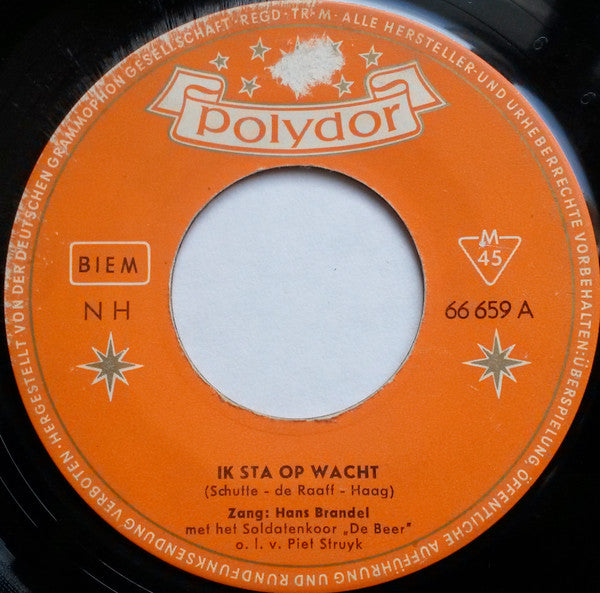 HERGESTELLT VON DER DEUTSCHEN GRAMMOPHON GESELLSCHAFT · REGD · TR·M · ALLE HERSTELLER- UND URHEBERRECHTE VORBEHALTEN: ÜBERSPIELUNG, ÖFFENTLICHE AUFFÜHRUNG UND RUNDFUNKSENDUNG VERBOTEN ·
Polydor
BIEM
M
45
NH
66 659 A
IK STA OP WACHT
(Schutte - de Raaff - Haag)
Zang: Hans Brandel
met het Soldatenkoor „De Beer"
o. l. v. Piet Struyk